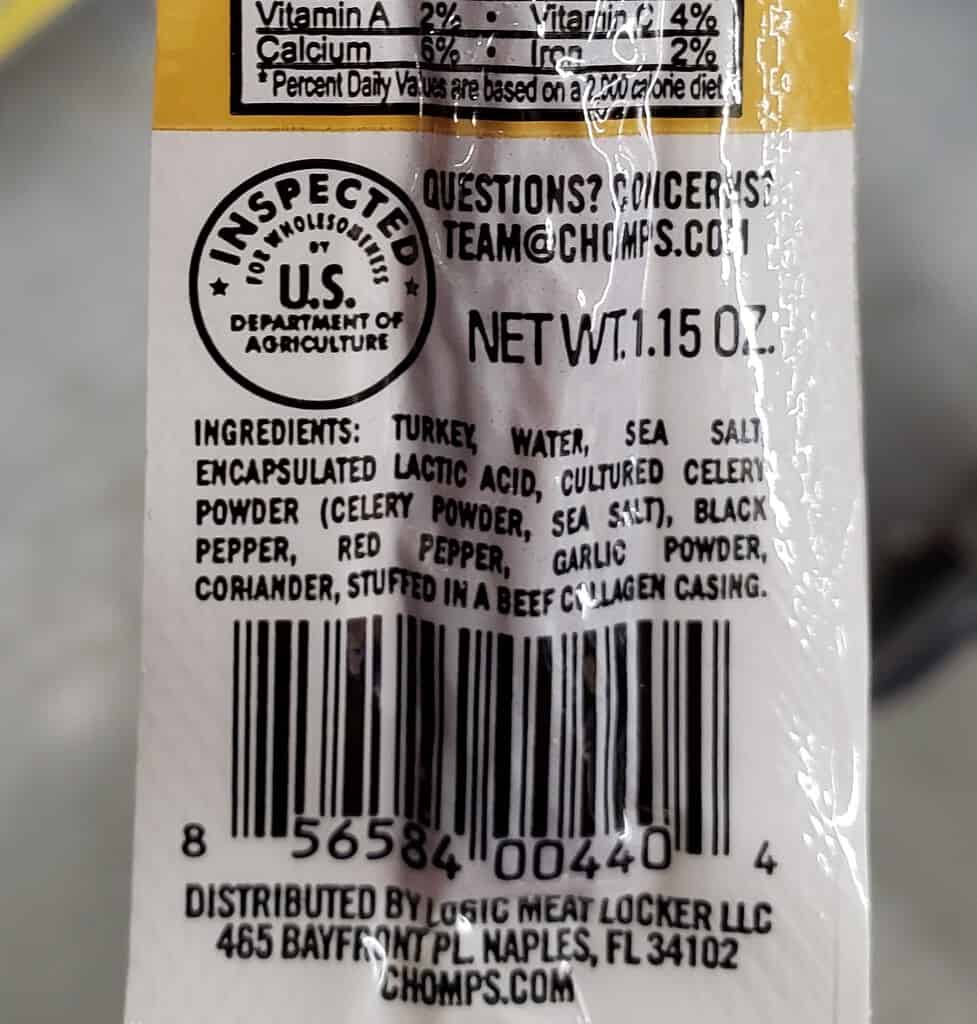 Vitamin A 2% • Vitamin C 4%
Calcium 6% • Iron 2%
* Percent Daily Values are based on a 2,000 calorie diet
INSPECTED
FOR WHOLESOMENESS
BY
U.S.
DEPARTMENT OF
AGRICULTURE
QUESTIONS? CONCERNS?
TEAM@CHOMPS.COM
NET WT.1.15 OZ.
INGREDIENTS: TURKEY, WATER, SEA SALT,
ENCAPSULATED LACTIC ACID, CULTURED CELERY
POWDER (CELERY POWDER, SEA SALT), BLACK
PEPPER, RED PEPPER, GARLIC POWDER,
CORIANDER, STUFFED IN A BEEF COLLAGEN CASING.
8 56584 00440 4
DISTRIBUTED BY LOGIC MEAT LOCKER LLC
465 BAYFRONT PL. NAPLES, FL 34102
CHOMPS.COM